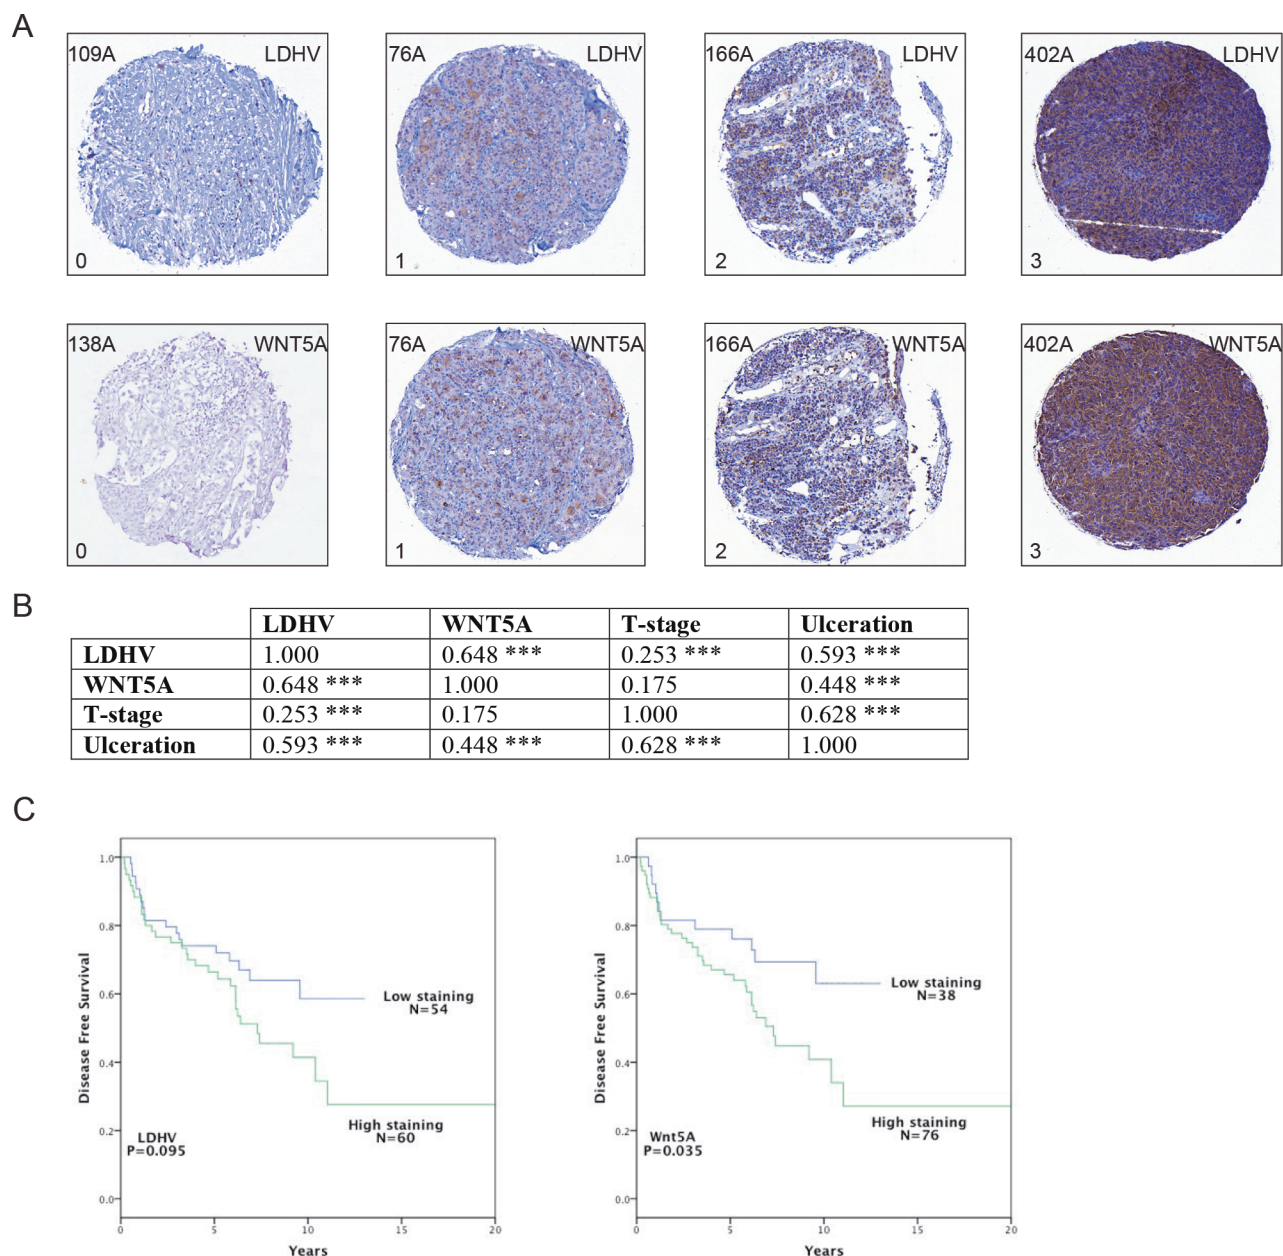 A
109A LDHV
0
76A LDHV
1
166A LDHV
2
402A LDHV
3
138A WNT5A
0
76A WNT5A
1
166A WNT5A
2
402A WNT5A
3
B
LDHV WNT5A T-stage Ulceration
LDHV 1.000 0.648 *** 0.253 *** 0.593 ***
WNT5A 0.648 *** 1.000 0.175 0.448 ***
T-stage 0.253 *** 0.175 1.000 0.628 ***
Ulceration 0.593 *** 0.448 *** 0.628 *** 1.000
C
Disease Free Survival
1.0
0.8
0.6
0.4
0.2
0.0
Low staining
N=54
High staining
N=60
LDHV
P=0.095
0 5 10 15 20
Years
Disease Free Survival
1.0
0.8
0.6
0.4
0.2
0.0
Low staining
N=38
High staining
N=76
Wnt5A
P=0.035
0 5 10 15 20
Years